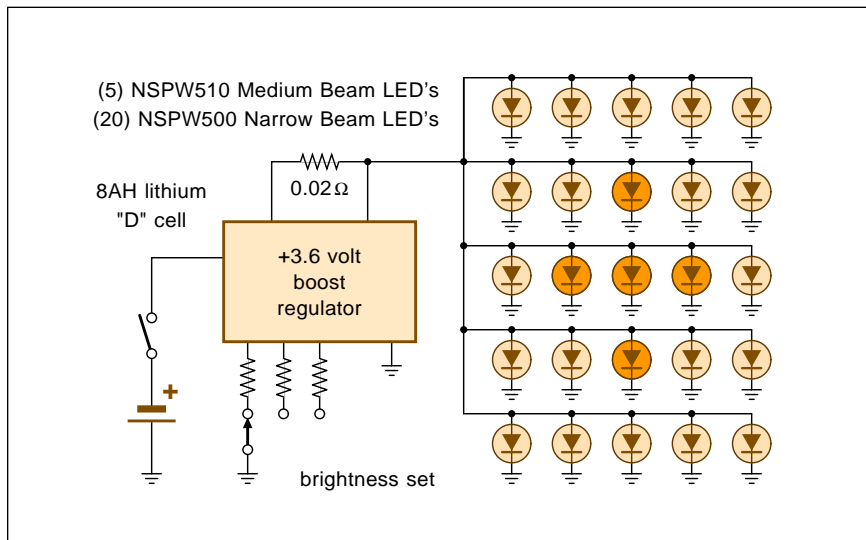 (5) NSPW510 Medium Beam LED's
(20) NSPW500 Narrow Beam LED's
0.02Ω
8AH lithium
"D" cell
+3.6 volt
boost
regulator
+
brightness set